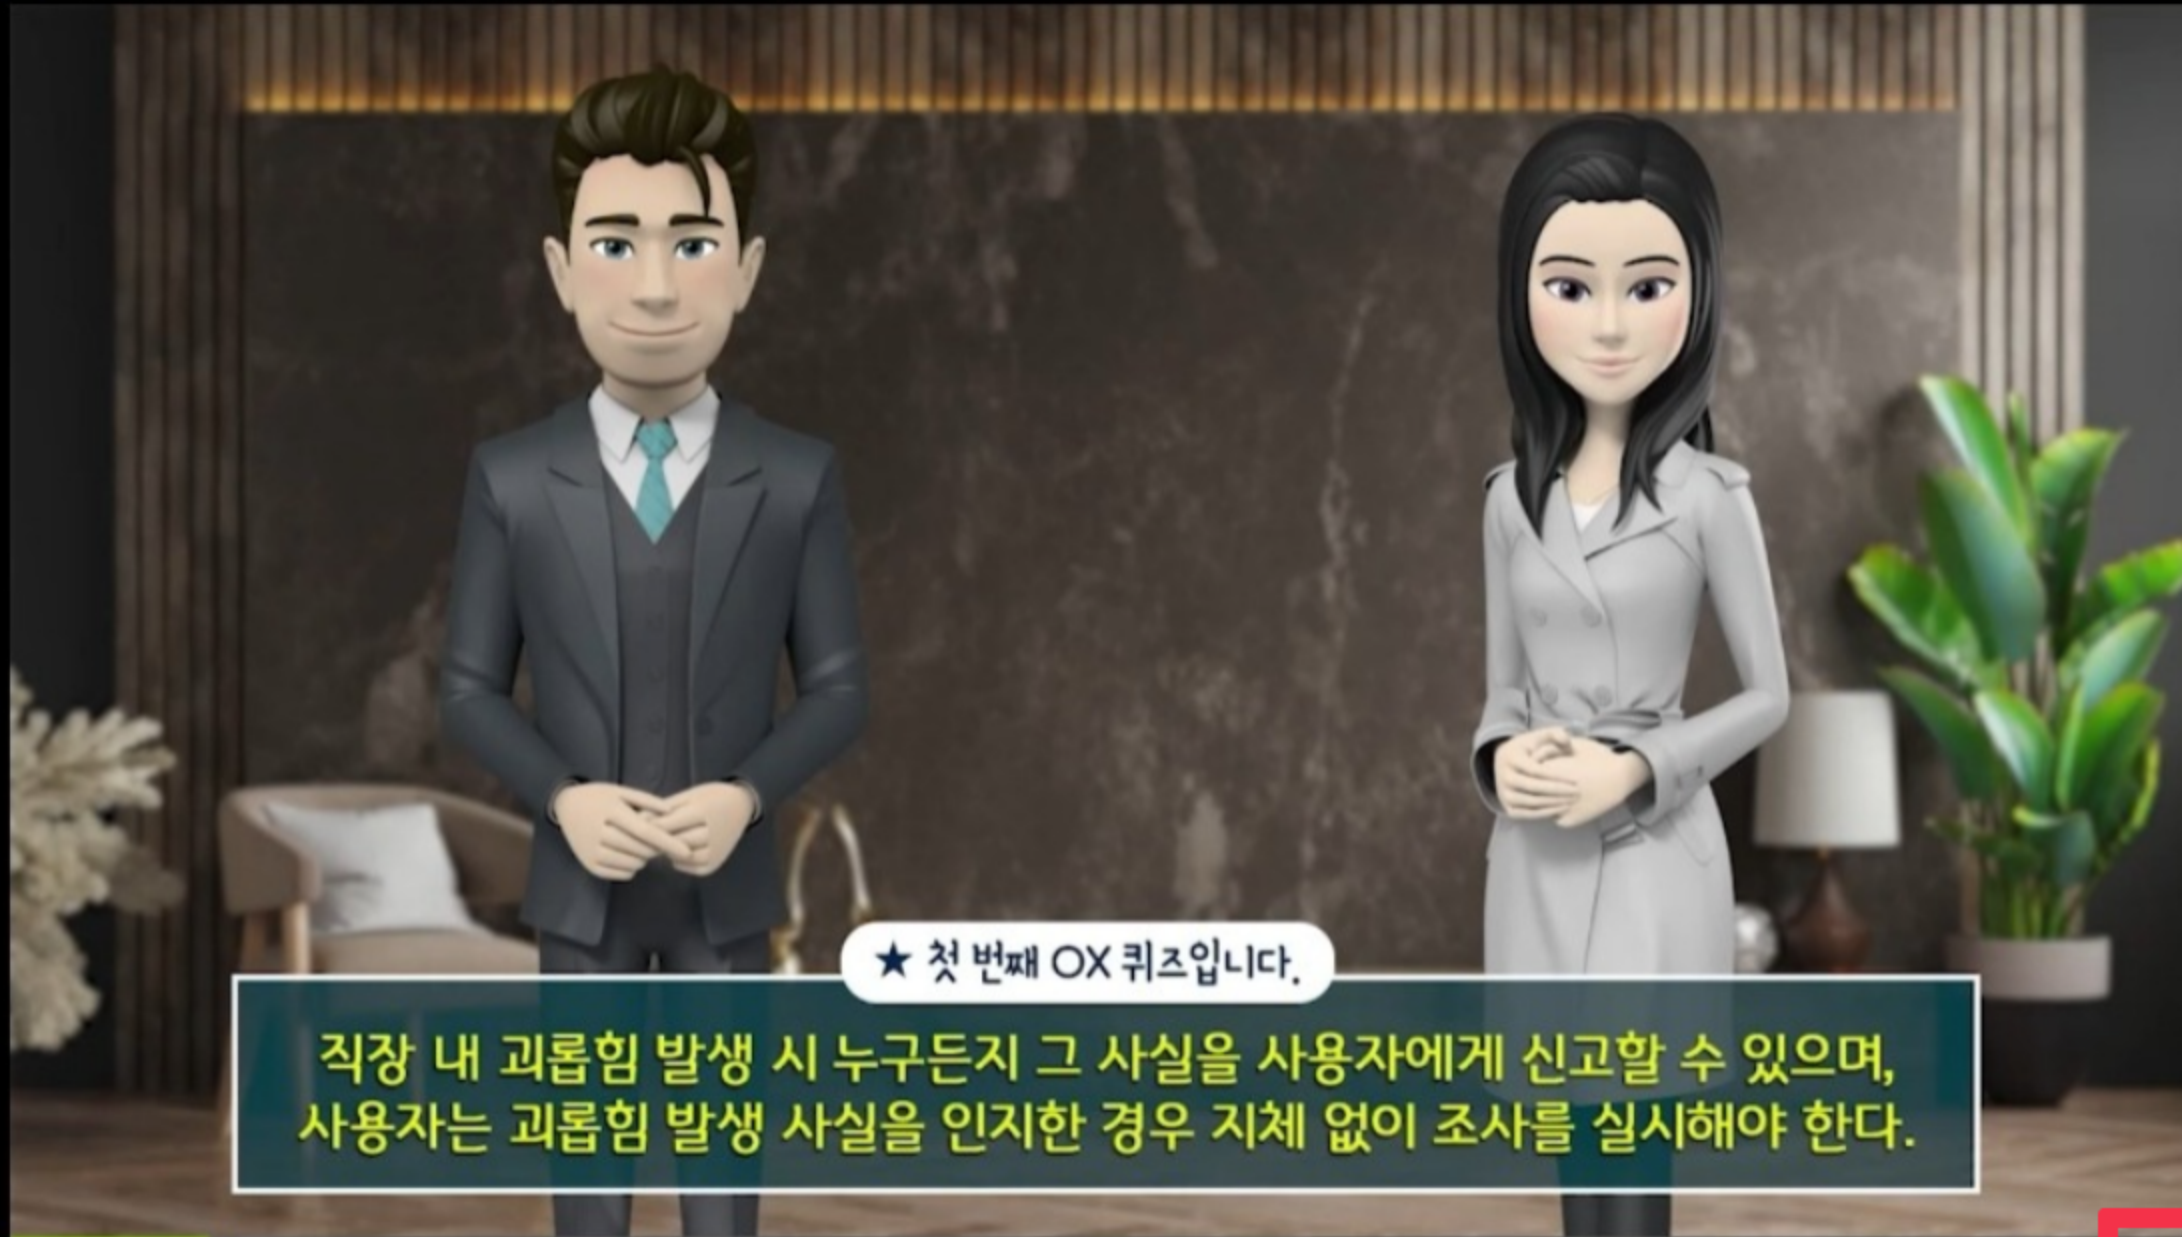 ★ 첫 번째 OX 퀴즈입니다.
직장 내 괴롭힘 발생 시 누구든지 그 사실을 사용자에게 신고할 수 있으며,
사용자는 괴롭힘 발생 사실을 인지한 경우 지체 없이 조사를 실시해야 한다.